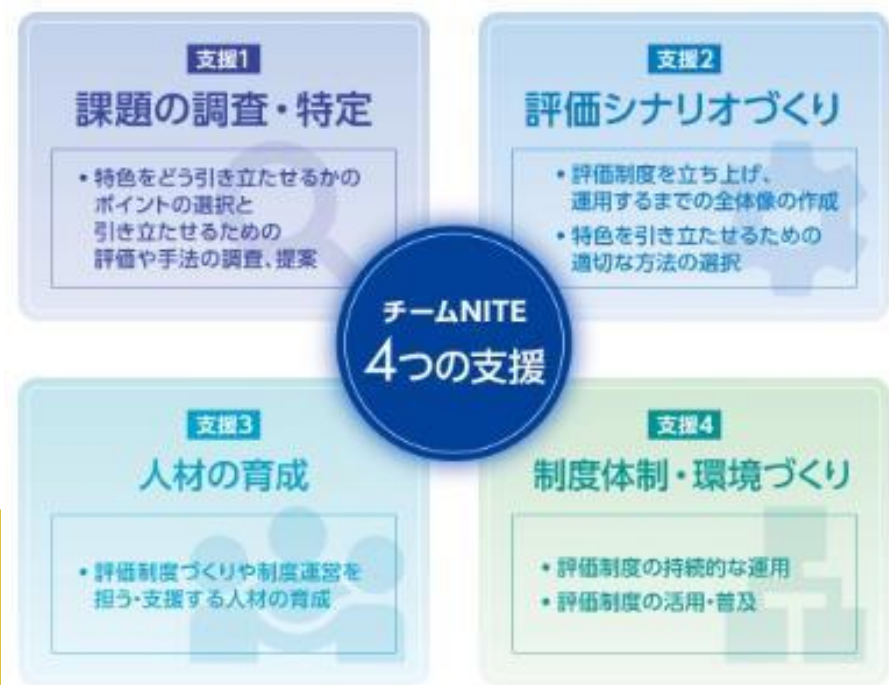 支援1
課題の調査・特定
・特色をどう引き立たせるかの
ポイントの選択と
引き立たせるための
評価や手法の調査、提案
支援2
評価シナリオづくり
・評価制度を立ち上げ、
運用するまでの全体像の作成
・特色を引き立たせるための
適切な方法の選択
チームNITE
4つの支援
支援3
人材の育成
・評価制度づくりや制度運営を
担う・支援する人材の育成
支援4
制度体制・環境づくり
・評価制度の持続的な運用
・評価制度の活用・普及